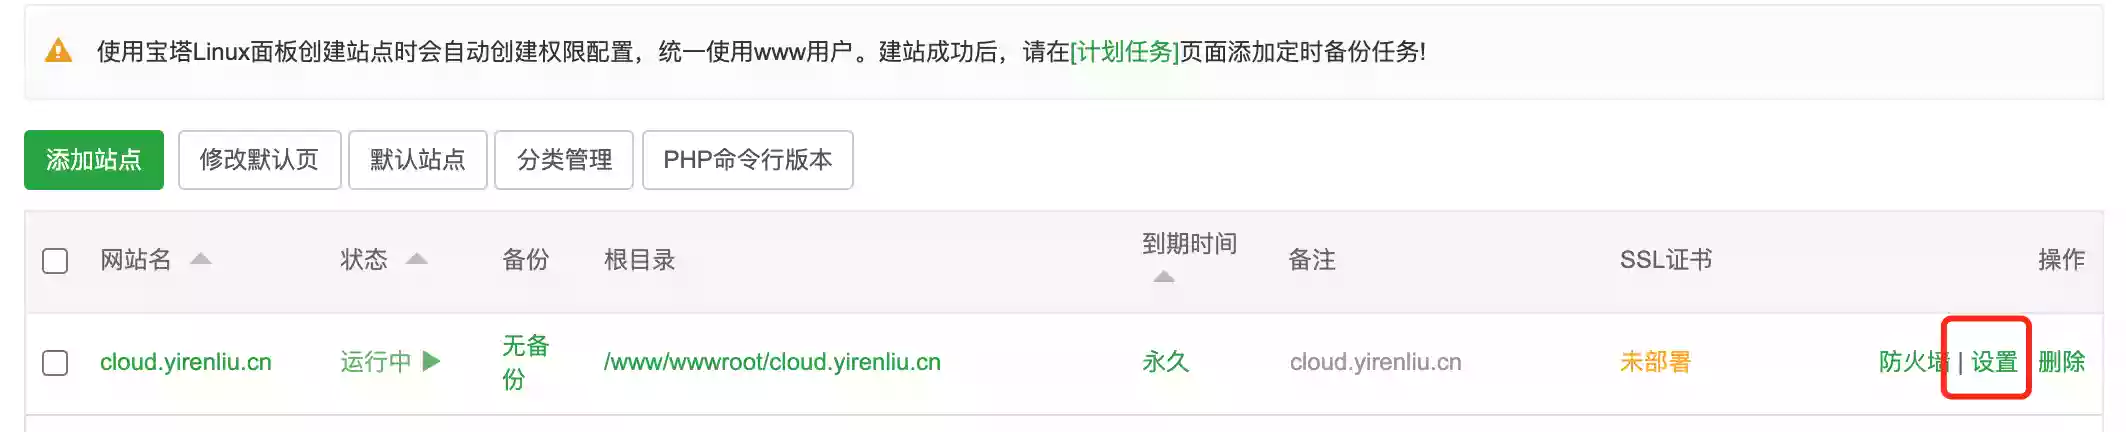 使用宝塔Linux面板创建站点时会自动创建权限配置，统一使用www用户。建站成功后，请在[计划任务]页面添加定时备份任务!
添加站点 修改默认页 默认站点 分类管理 PHP命令行版本
网站名 状态 备份 根目录 到期时间 备注 SSL证书 操作
cloud.yirenliu.cn 运行中 无备份 /www/wwwroot/cloud.yirenliu.cn 永久 cloud.yirenliu.cn 未部署 防火墙 | 设置 删除